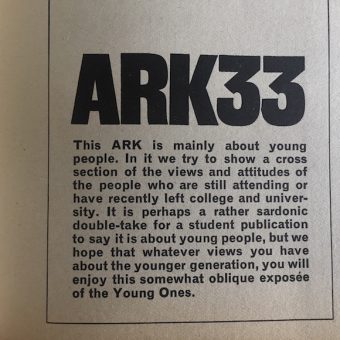 ARK33
This ARK is mainly about young
people. In it we try to show a cross
section of the views and attitudes of
the people who are still attending or
have recently left college and univer-
sity. It is perhaps a rather sardonic
double-take for a student publication
to say it is about young people, but we
hope that whatever views you have
about the younger generation, you will
enjoy this somewhat oblique exposée
of the Young Ones.